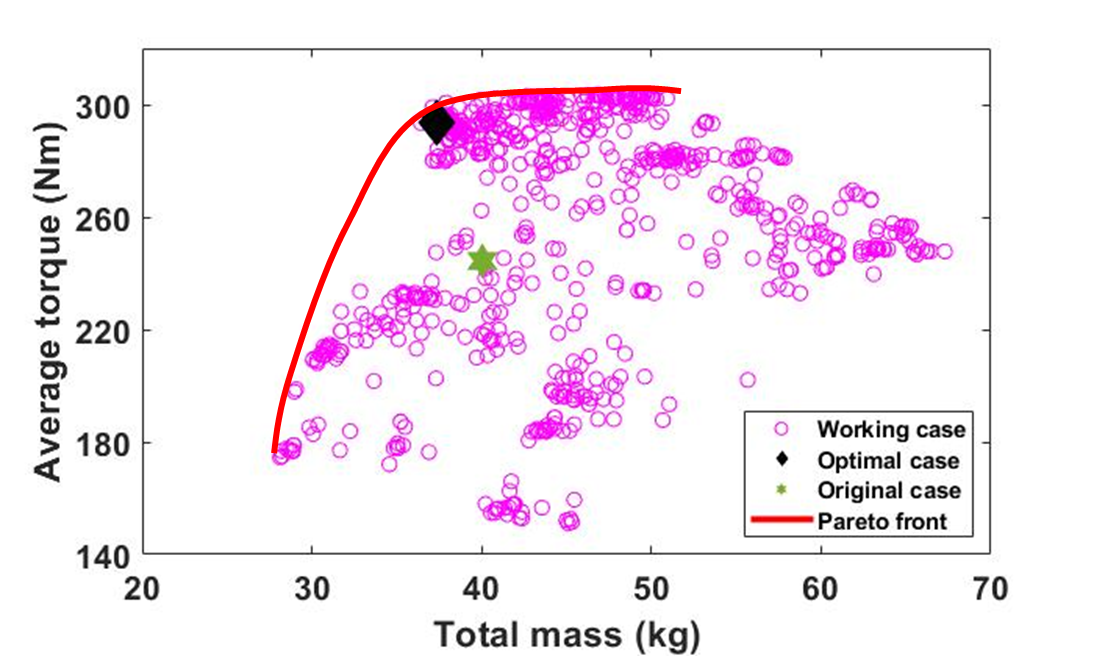 Average torque (Nm)
300
260
220
180
140
20 30 40 50 60 70
Total mass (kg)
Working case
Optimal case
Original case
Pareto front